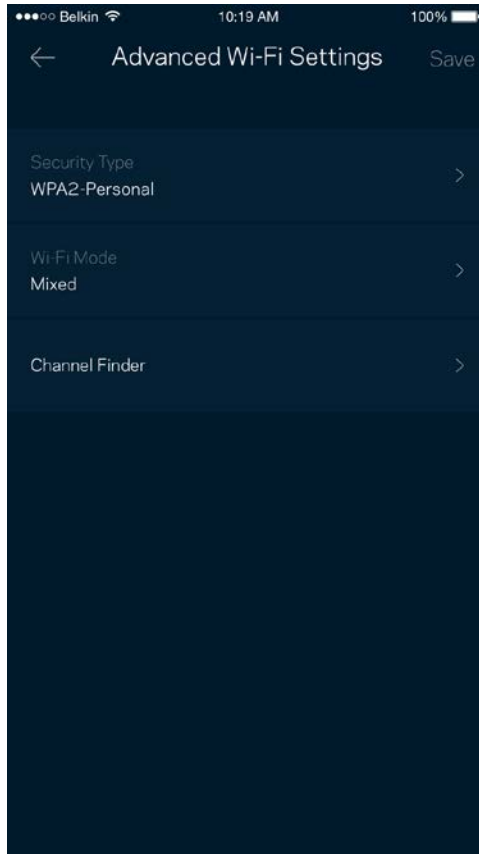 Belkin 10:19 AM 100%
Advanced Wi-Fi Settings Save
Security Type
WPA2-Personal
Wi-Fi Mode
Mixed
Channel Finder